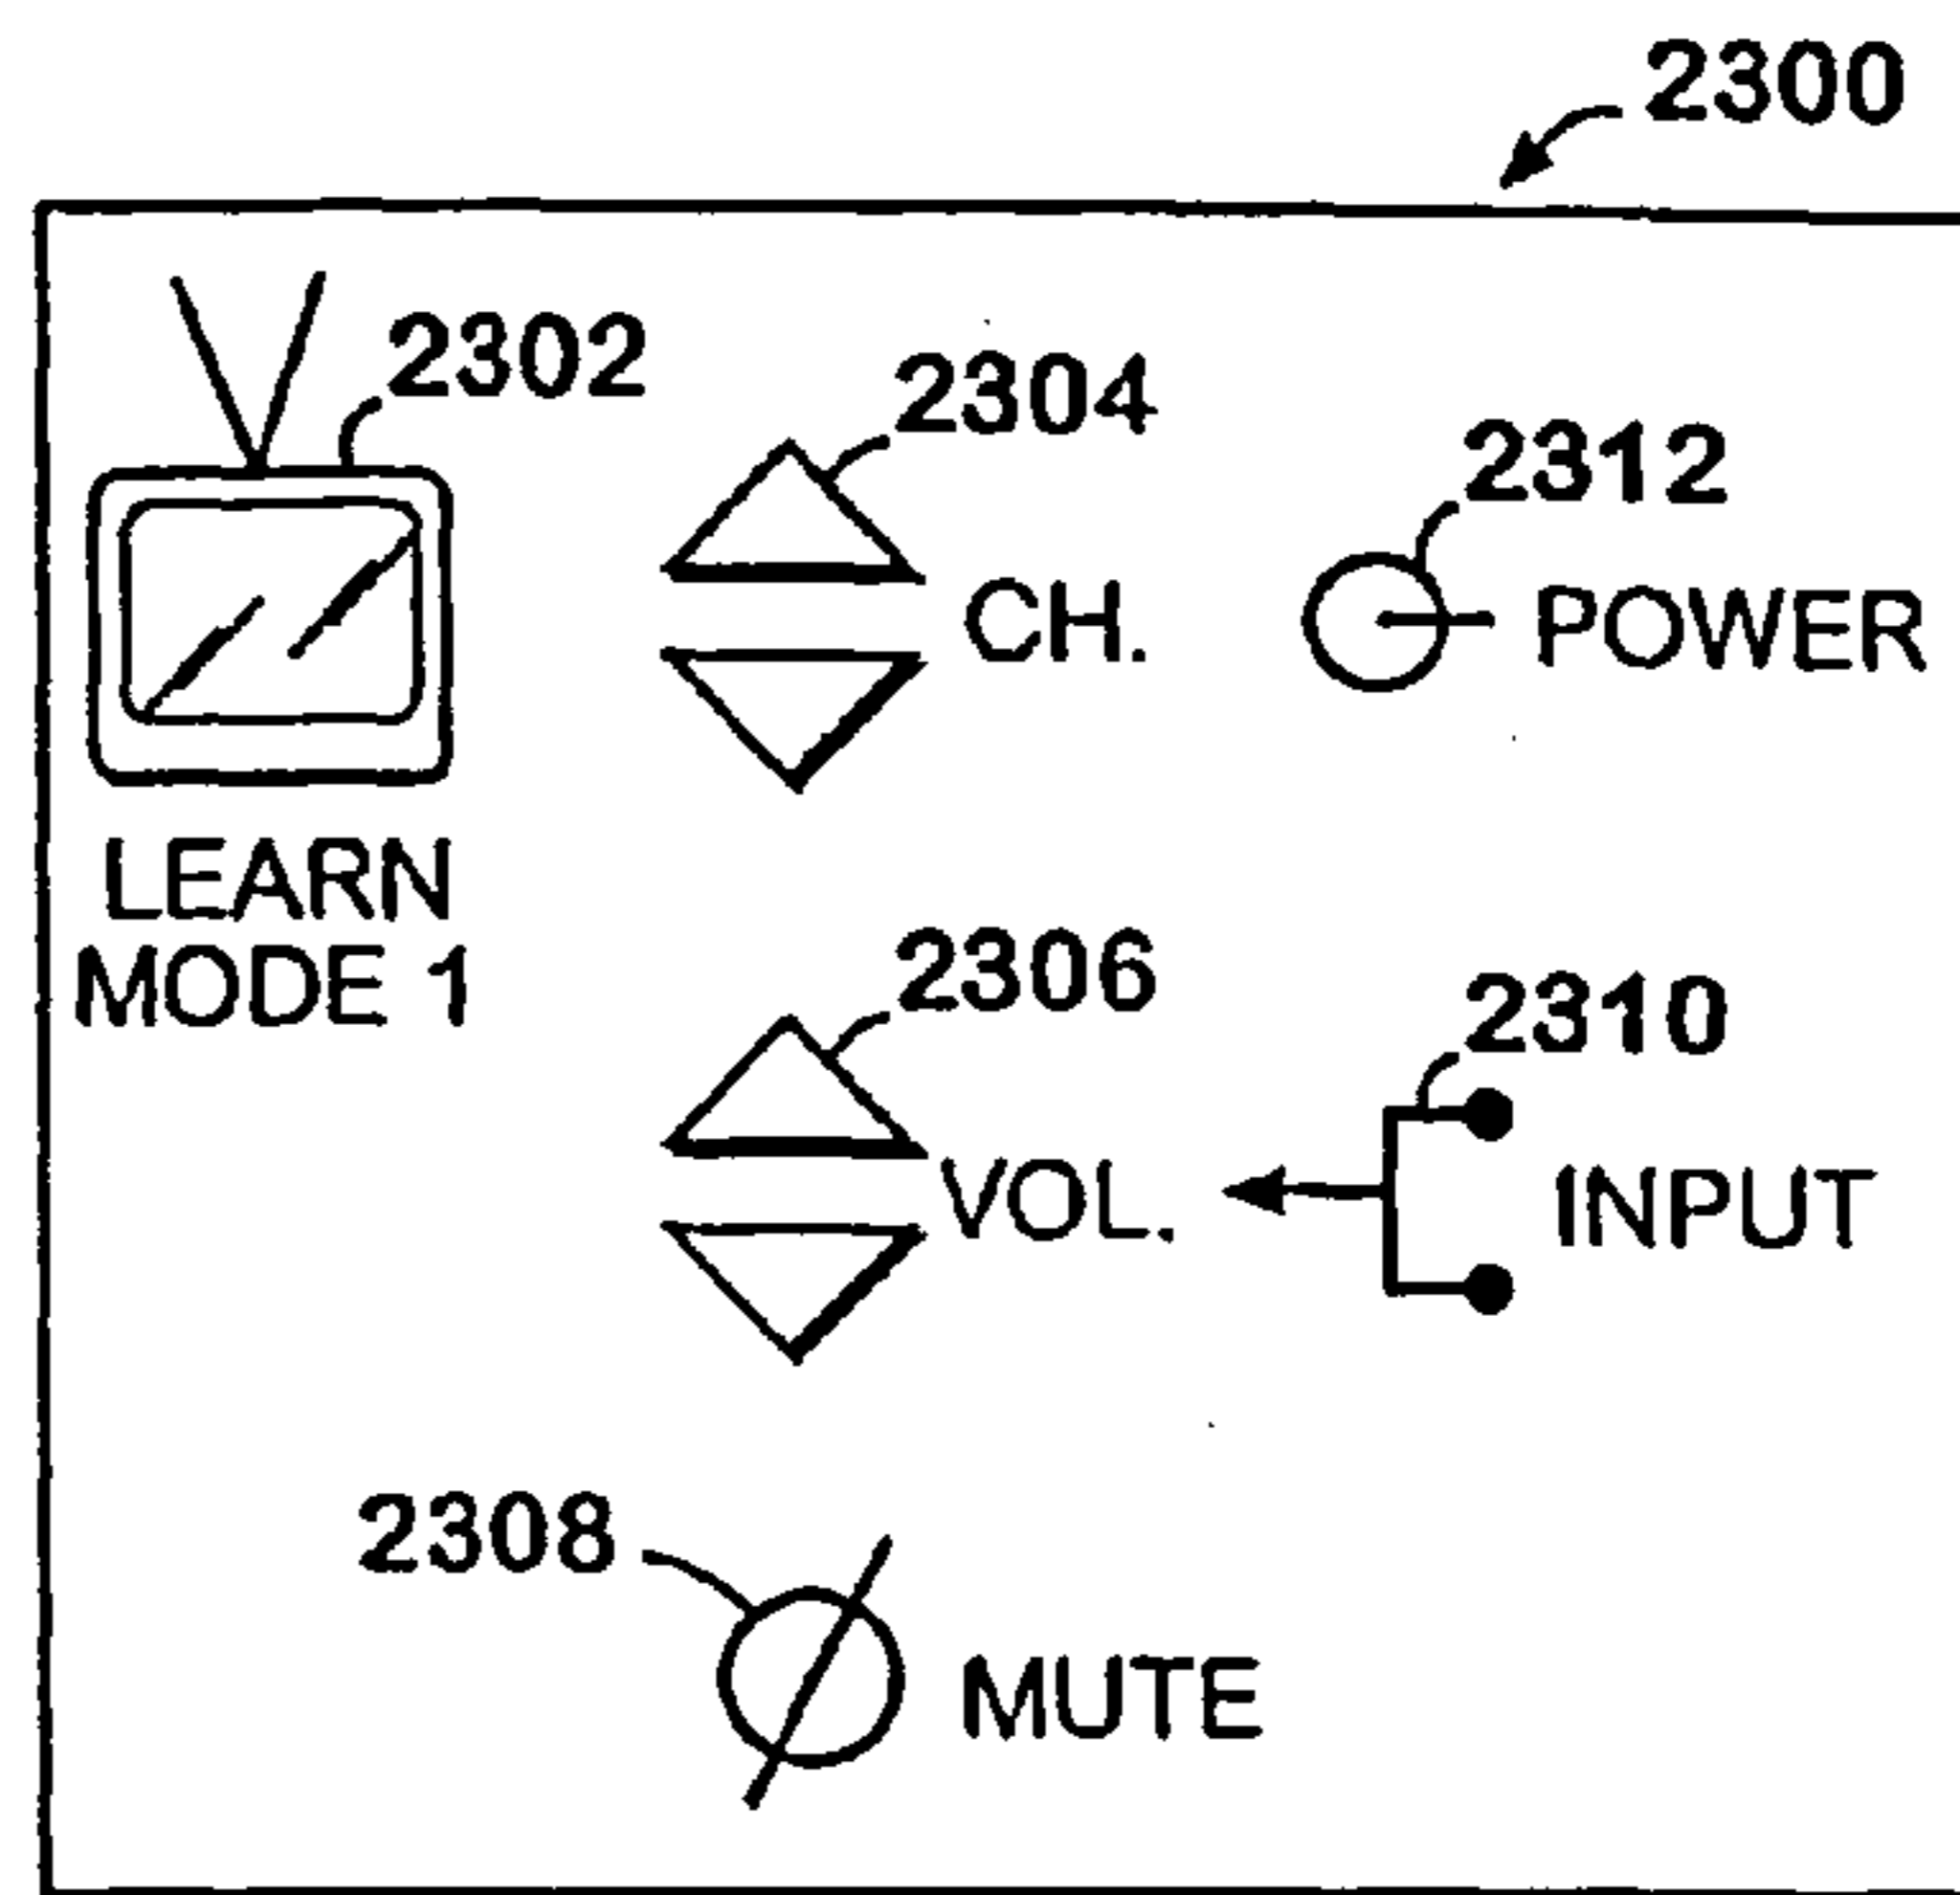 2300
2302
2304
2312
CH.
POWER
LEARN
MODE 1
2306
2310
VOL.
INPUT
2308
MUTE